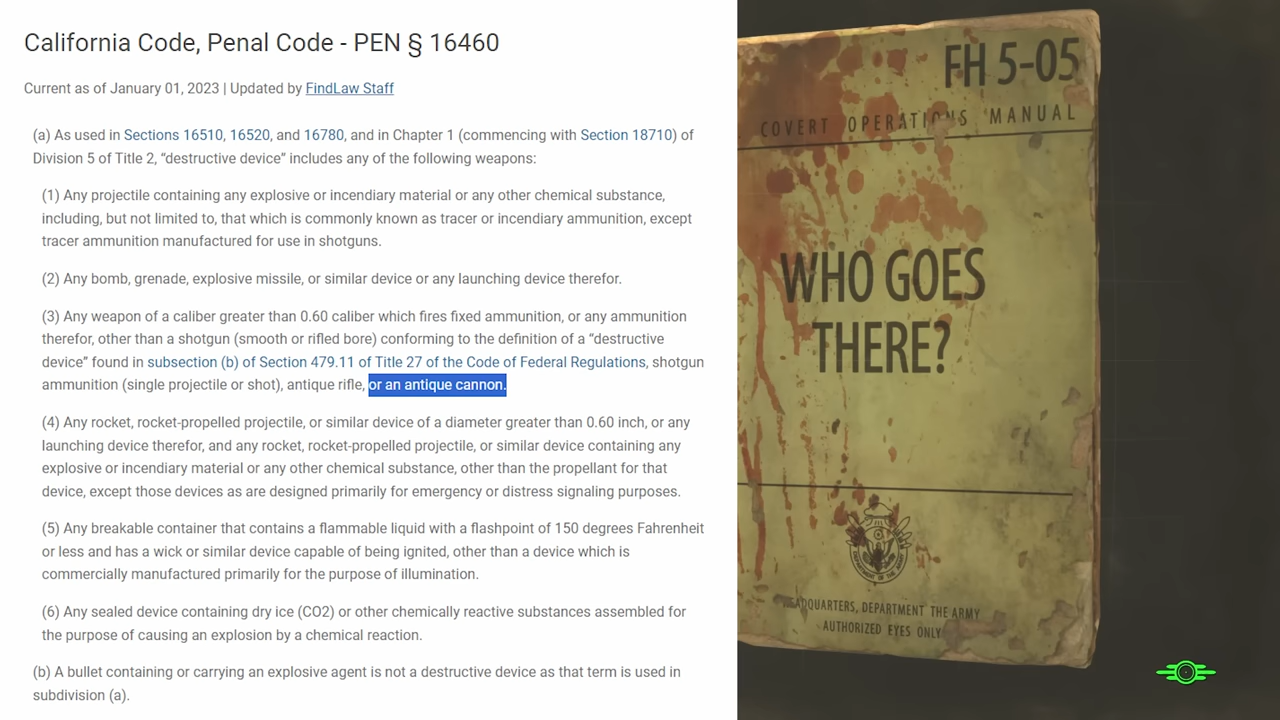 California Code, Penal Code - PEN § 16460
Current as of January 01, 2023 | Updated by FindLaw Staff
(a) As used in Sections 16510, 16520, and 16780, and in Chapter 1 (commencing with Section 18710) of
Division 5 of Title 2, “destructive device” includes any of the following weapons:
(1) Any projectile containing any explosive or incendiary material or any other chemical substance,
including, but not limited to, that which is commonly known as tracer or incendiary ammunition, except
tracer ammunition manufactured for use in shotguns.
(2) Any bomb, grenade, explosive missile, or similar device or any launching device therefor.
(3) Any weapon of a caliber greater than 0.60 caliber which fires fixed ammunition, or any ammunition
therefor, other than a shotgun (smooth or rifled bore) conforming to the definition of a “destructive
device” found in subsection (b) of Section 479.11 of Title 27 of the Code of Federal Regulations, shotgun
ammunition (single projectile or shot), antique rifle, or an antique cannon.
(4) Any rocket, rocket-propelled projectile, or similar device of a diameter greater than 0.60 inch, or any
launching device therefor, and any rocket, rocket-propelled projectile, or similar device containing any
explosive or incendiary material or any other chemical substance, other than the propellant for that
device, except those devices as are designed primarily for emergency or distress signaling purposes.
(5) Any breakable container that contains a flammable liquid with a flashpoint of 150 degrees Fahrenheit
or less and has a wick or similar device capable of being ignited, other than a device which is
commercially manufactured primarily for the purpose of illumination.
(6) Any sealed device containing dry ice (CO2) or other chemically reactive substances assembled for
the purpose of causing an explosion by a chemical reaction.
(b) A bullet containing or carrying an explosive agent is not a destructive device as that term is used in
subdivision (a).
FH 5-05
COVERT OPERATIONS MANUAL
WHO GOES
THERE?
HEADQUARTERS, DEPARTMENT THE ARMY
AUTHORIZED EYES ONLY